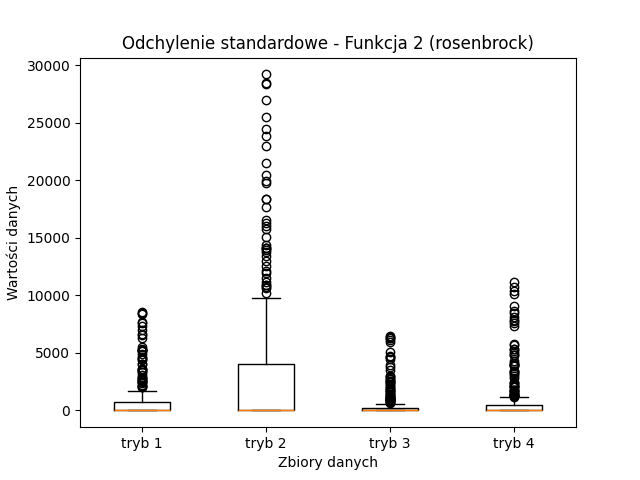 Odchylenie standardowe - Funkcja 2 (rosenbrock)
30000
25000
20000
15000
10000
5000
0
Wartości danych
tryb 1 tryb 2 tryb 3 tryb 4
Zbiory danych